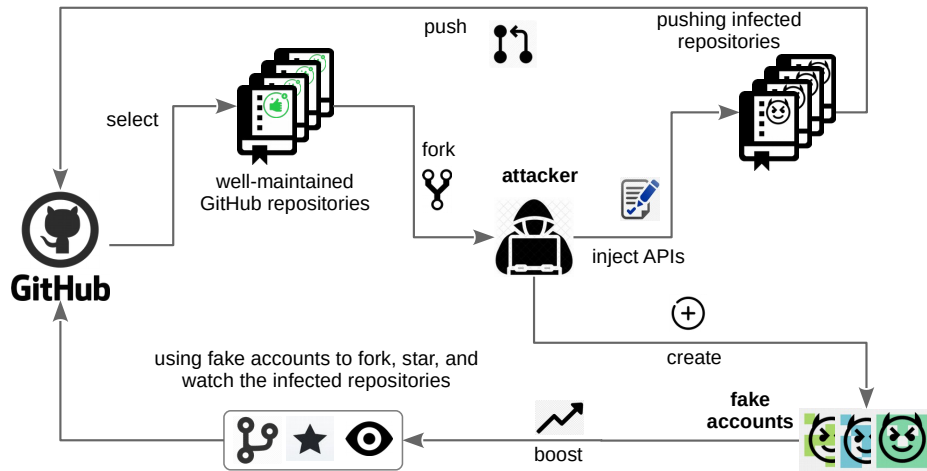 push
pushing infected
repositories
select
well-maintained
GitHub repositories
fork
attacker
inject APIs
GitHub
create
using fake accounts to fork, star, and
watch the infected repositories
fake
accounts
boost